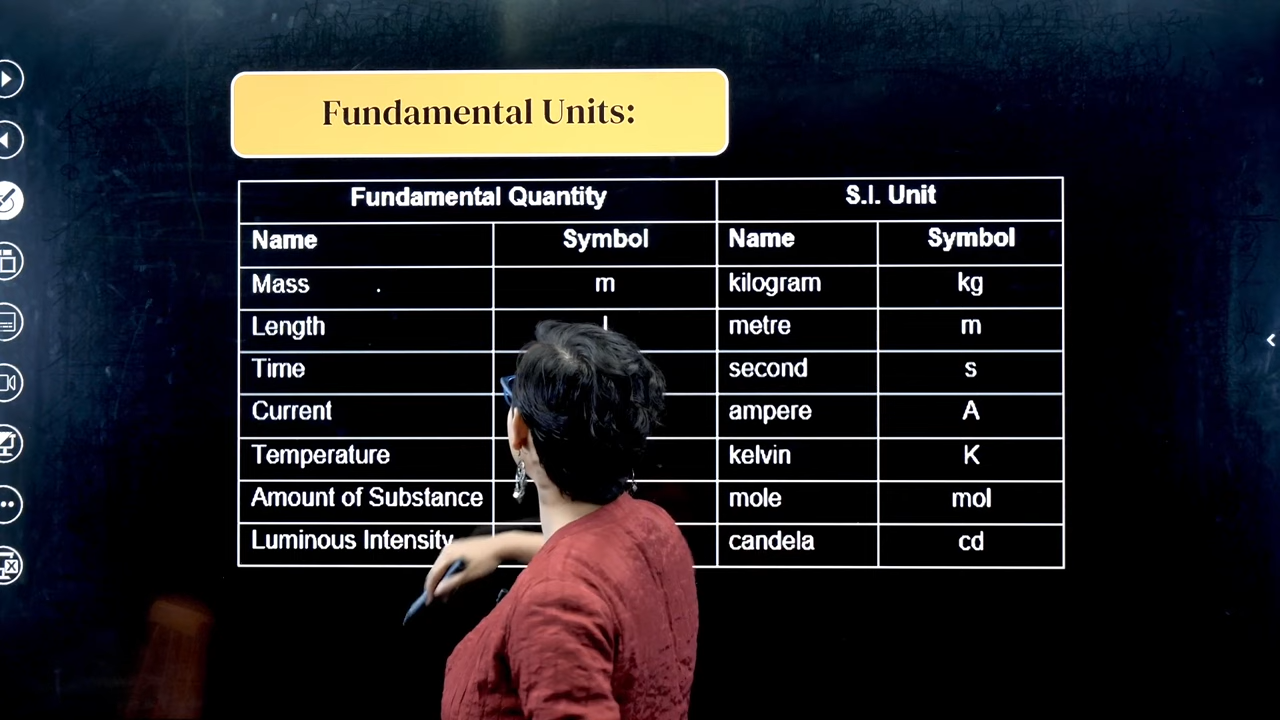 Fundamental Units:
Fundamental Quantity S.I. Unit
Name Symbol Name Symbol
Mass m kilogram kg
Length metre m
Time second s
Current ampere A
Temperature kelvin K
Amount of Substance mole mol
Luminous Intensity candela cd